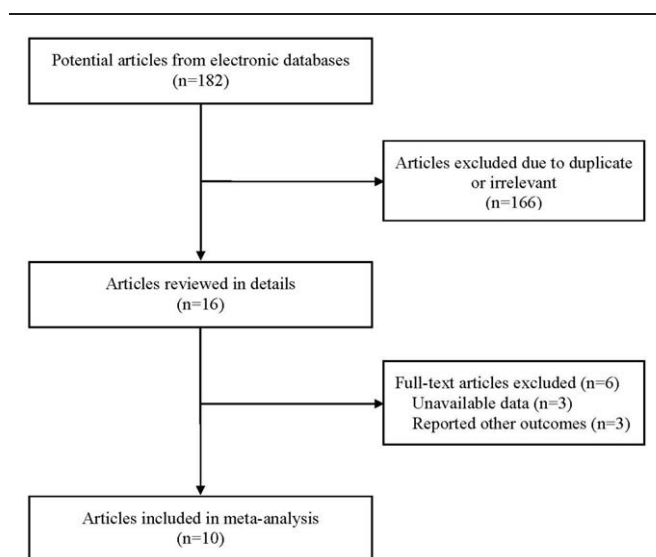 Potential articles from electronic databases
(n=182)
Articles excluded due to duplicate
or irrelevant
(n=166)
Articles reviewed in details
(n=16)
Full-text articles excluded (n=6)
Unavailable data (n=3)
Reported other outcomes (n=3)
Articles included in meta-analysis
(n=10)